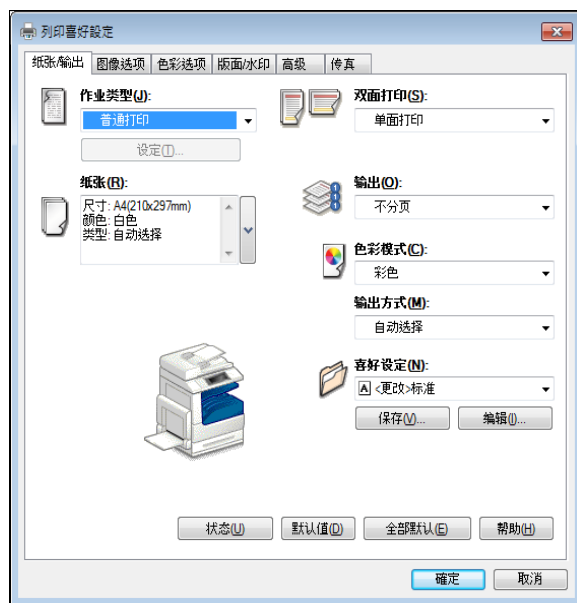 列印喜好設定
纸张/输出 图像选项 色彩选项 版面/水印 高级 传真
作业类型(J):
普通打印
设定(T)...
纸张(R):
尺寸: A4(210x297mm)
颜色: 白色
类型: 自动选择
双面打印(S):
单面打印
输出(O):
不分页
色彩模式(C):
彩色
输出方式(M):
自动选择
喜好设定(N):
A <更改>标准
保存(V)... 编辑(I)...
状态(U) 默认值(D) 全部默认(E) 帮助(H)
確定 取消